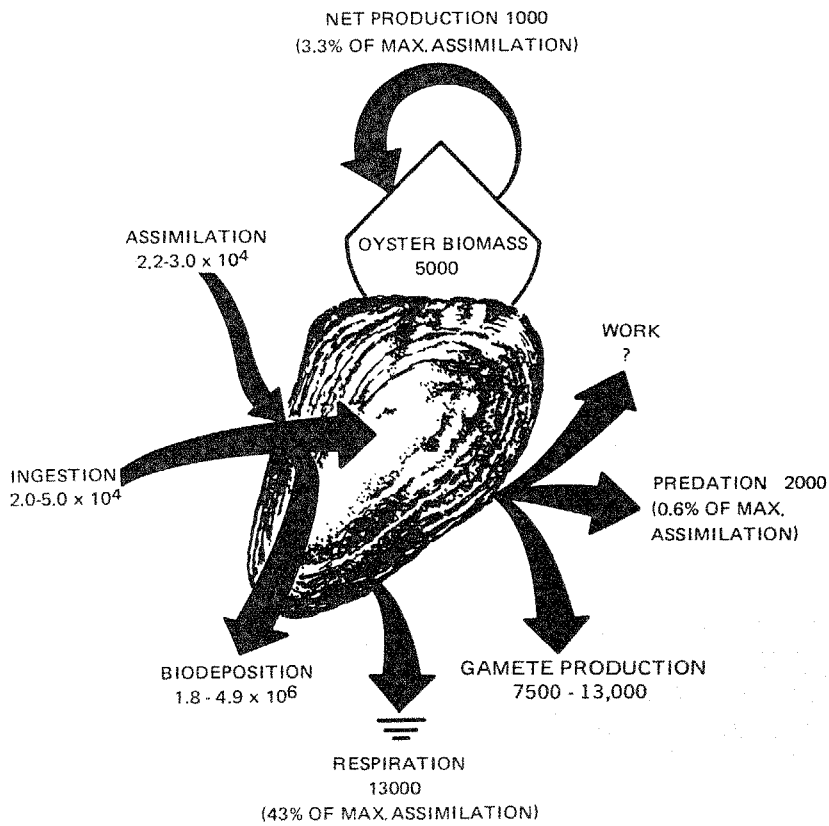 NET PRODUCTION 1000
(3.3% OF MAX. ASSIMILATION)
OYSTER BIOMASS
5000
ASSIMILATION
2.2-3.0 x 10⁴
WORK
?
INGESTION
2.0-5.0 x 10⁴
PREDATION 2000
(0.6% OF MAX.
ASSIMILATION)
BIODEPOSITION
1.8 - 4.9 x 10⁶
GAMETE PRODUCTION
7500 - 13,000
RESPIRATION
13000
(43% OF MAX. ASSIMILATION)